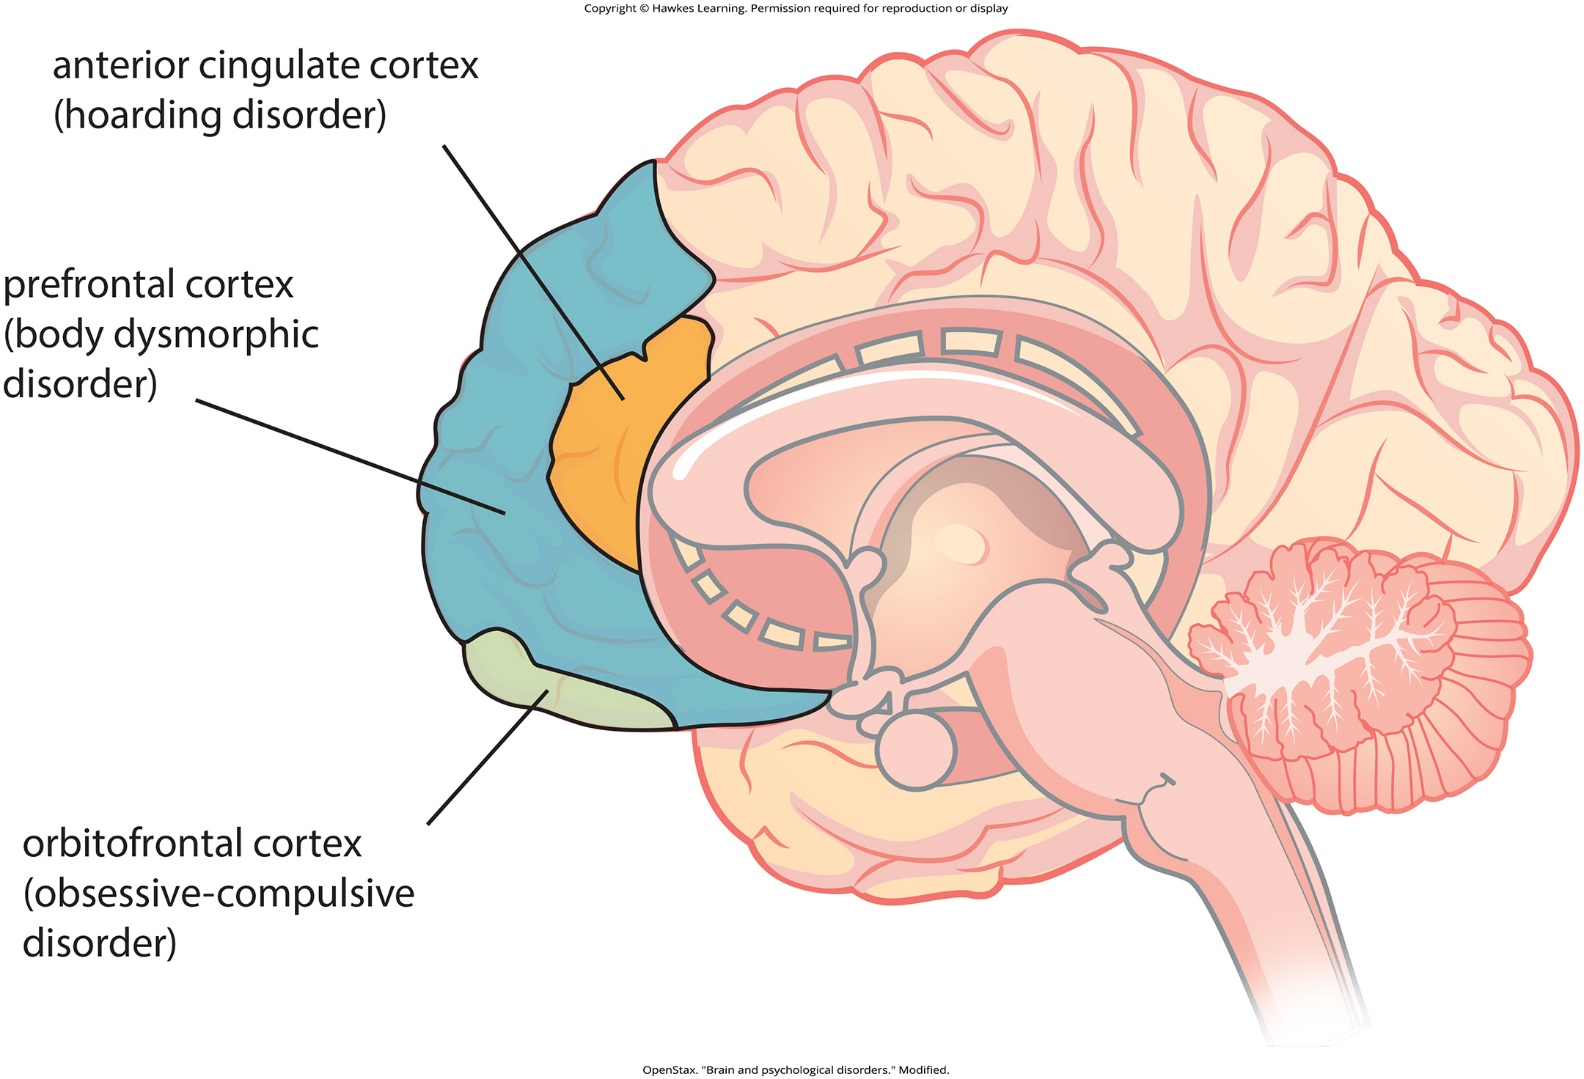 Copyright © Hawkes Learning. Permission required for reproduction or display
anterior cingulate cortex
(hoarding disorder)
prefrontal cortex
(body dysmorphic
disorder)
orbitofrontal cortex
(obsessive-compulsive
disorder)
OpenStax. "Brain and psychological disorders." Modified.